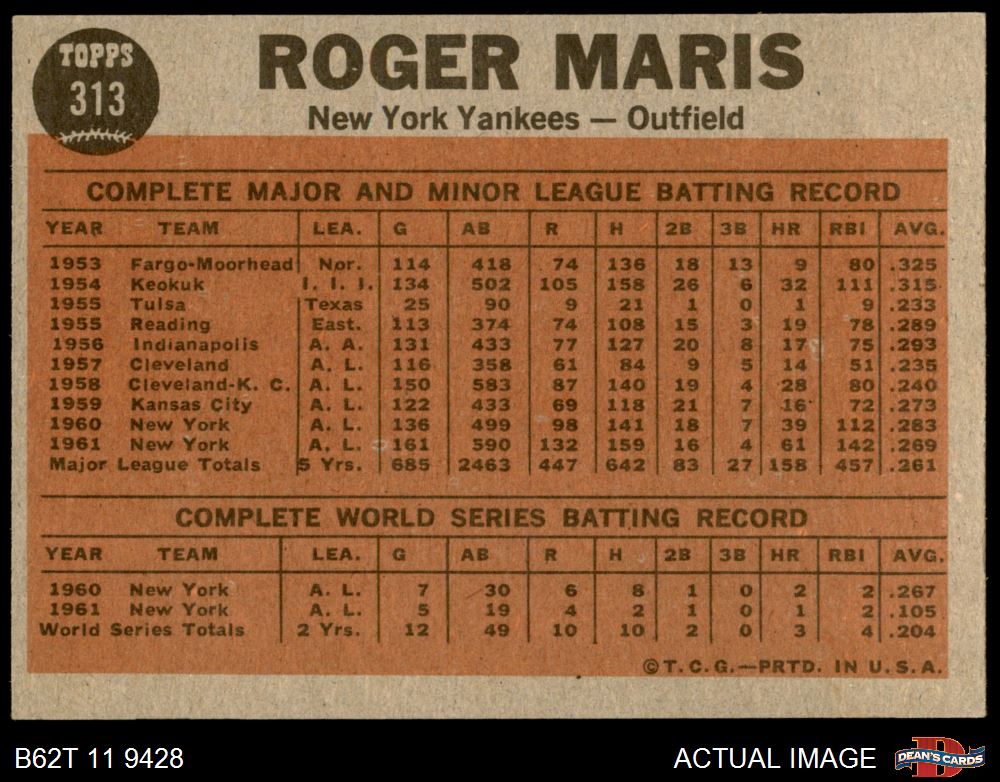 TOPPS
313
ROGER MARIS
New York Yankees — Outfield
COMPLETE MAJOR AND MINOR LEAGUE BATTING RECORD
YEAR TEAM LEA. G AB R H 2B 3B HR RBI AVG.
1953 Fargo-Moorhead Nor. 114 418 74 136 18 13 9 80 .325
1954 Keokuk I. I. I. 134 502 105 158 26 6 32 111 .315
1955 Tulsa Texas 25 90 9 21 1 0 1 9 .233
1955 Reading East. 113 374 74 108 15 3 19 78 .289
1956 Indianapolis A. A. 131 433 77 127 20 8 17 75 .293
1957 Cleveland A. L. 116 358 61 84 9 5 14 51 .235
1958 Cleveland-K. C. A. L. 150 583 87 140 19 4 28 80 .240
1959 Kansas City A. L. 122 433 69 118 21 7 16 72 .273
1960 New York A. L. 136 499 98 141 18 7 39 112 .283
1961 New York A. L. 161 590 132 159 16 4 61 142 .269
Major League Totals 5 Yrs. 685 2463 447 642 83 27 158 457 .261
COMPLETE WORLD SERIES BATTING RECORD
YEAR TEAM LEA. G AB R H 2B 3B HR RBI AVG.
1960 New York A. L. 7 30 6 8 1 0 2 2 .267
1961 New York A. L. 5 19 4 2 1 0 1 2 .105
World Series Totals 2 Yrs. 12 49 10 10 2 0 3 4 .204
©T.C.G.—PRTD. IN U.S.A.
B62T 11 9428
ACTUAL IMAGE
D
DEAN'S CARDS